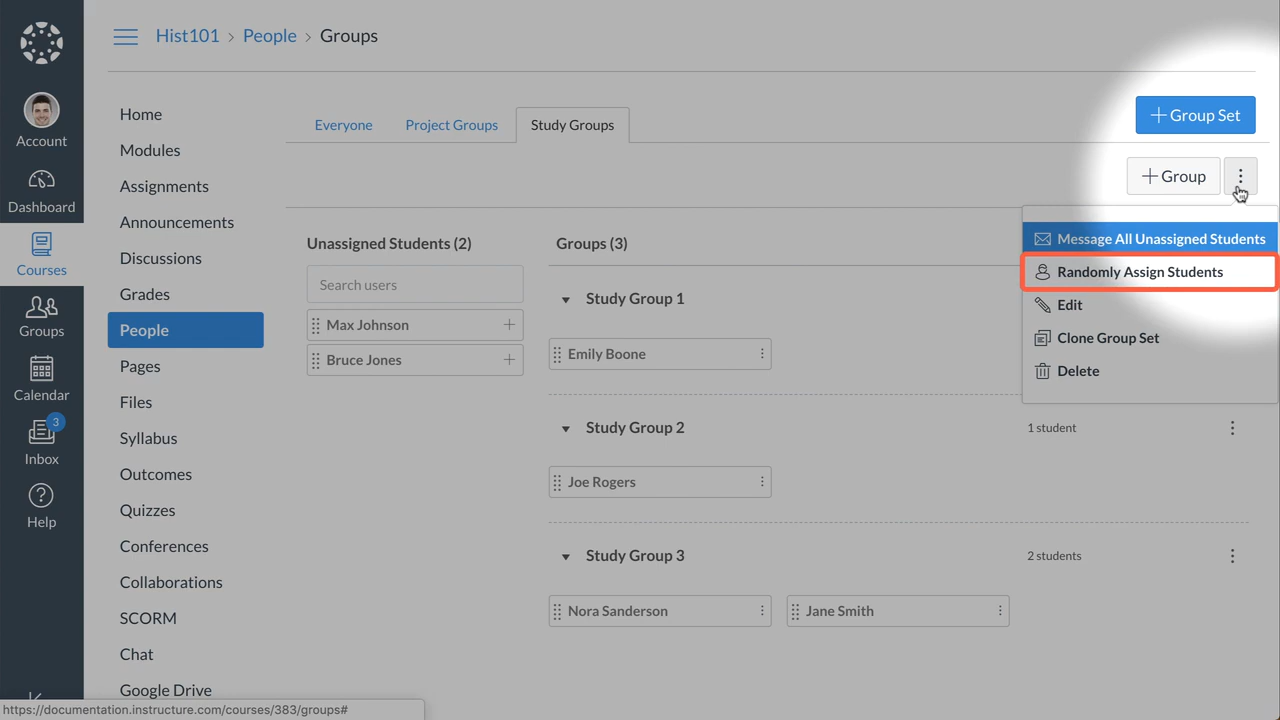 Hist101 > People > Groups
Account
Dashboard
Courses
Groups
Calendar
3
Inbox
Help
Home
Modules
Assignments
Announcements
Discussions
Grades
People
Pages
Files
Syllabus
Outcomes
Quizzes
Conferences
Collaborations
SCORM
Chat
Google Drive
Everyone Project Groups Study Groups
+ Group Set
+ Group
Message All Unassigned Students
Randomly Assign Students
Edit
Clone Group Set
Delete
Unassigned Students (2)
Search users
Max Johnson +
Bruce Jones +
Groups (3)
Study Group 1
Emily Boone
Study Group 2 1 student
Joe Rogers
Study Group 3 2 students
Nora Sanderson Jane Smith
https://documentation.instructure.com/courses/383/groups#